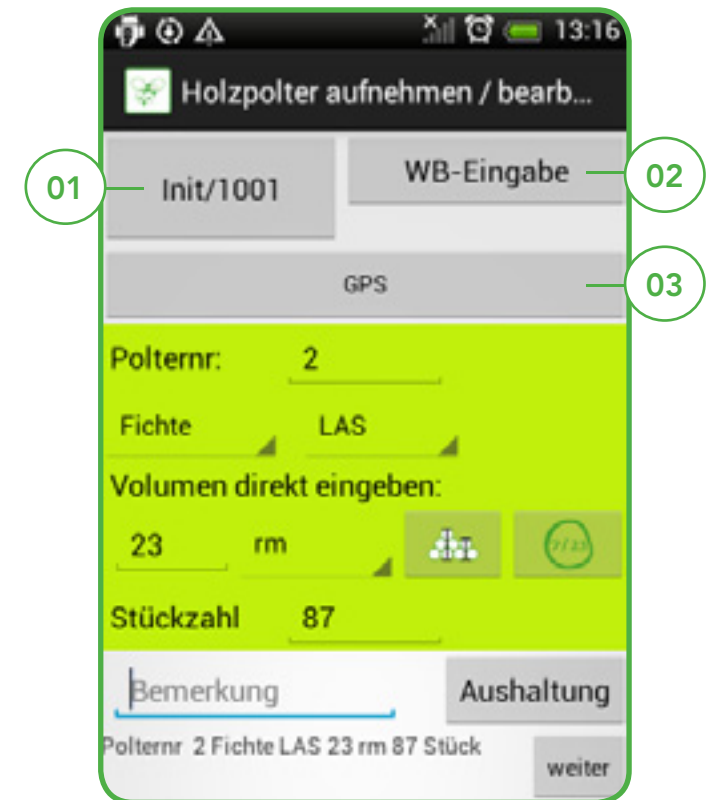 13:16
Holzpolter aufnehmen / bearb...
01
Init/1001
WB-Eingabe
02
GPS
03
Polternr: 2
Fichte LAS
Volumen direkt eingeben:
23 rm
Stückzahl 87
Bemerkung Aushaltung
Polternr 2 Fichte LAS 23 rm 87 Stück
weiter